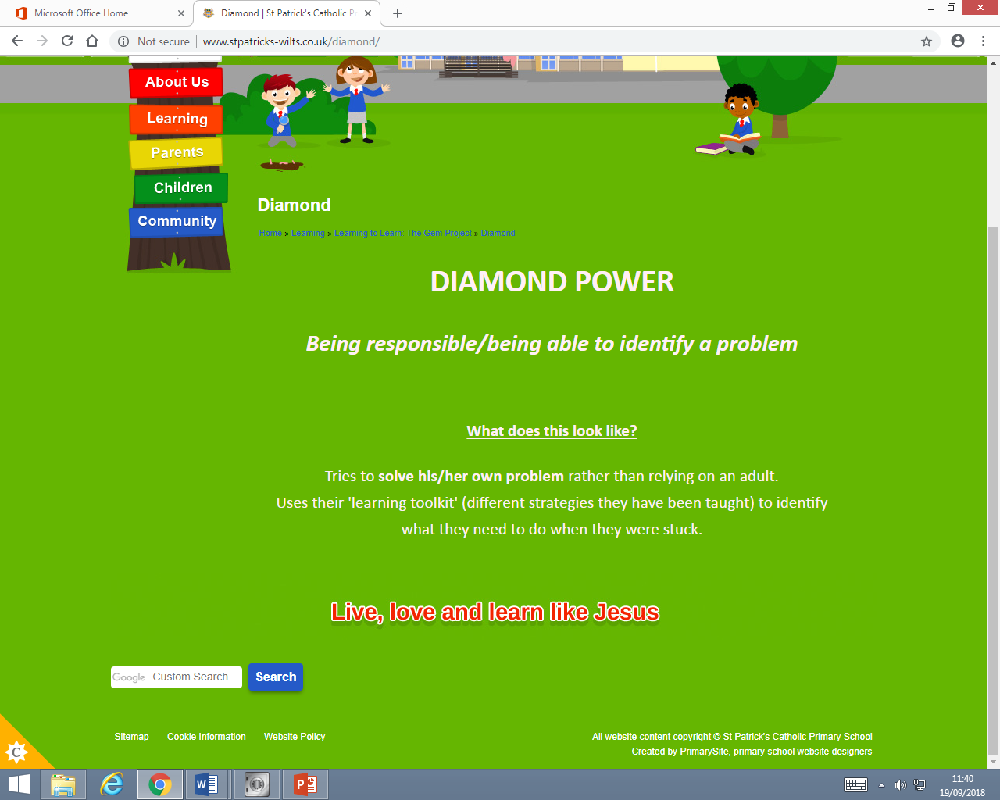 Microsoft Office Home
Diamond | St Patrick's Catholic Pr
Not secure | www.stpatricks-wilts.co.uk/diamond/
About Us
Learning
Parents
Children
Community
Diamond
Home » Learning » Learning to Learn: The Gem Project » Diamond
DIAMOND POWER
Being responsible/being able to identify a problem
What does this look like?
Tries to solve his/her own problem rather than relying on an adult.
Uses their 'learning toolkit' (different strategies they have been taught) to identify
what they need to do when they were stuck.
Live, love and learn like Jesus
Google Custom Search Search
Sitemap Cookie Information Website Policy
All website content copyright © St Patrick's Catholic Primary School
Created by PrimarySite, primary school website designers
C
11:40
19/09/2018